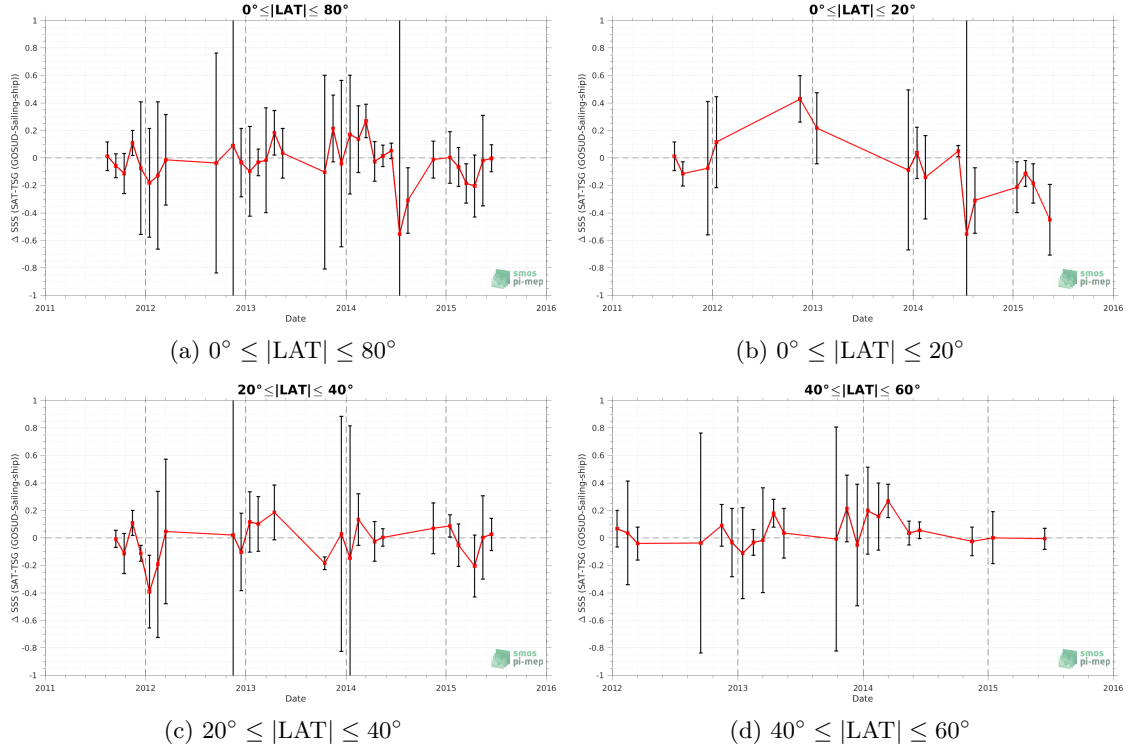 0°≤|LAT|≤ 80°
Δ SSS (SAT-TSG (GOSUD-Sailing-ship))
1
0.8
0.6
0.4
0.2
0
-0.2
-0.4
-0.6
-0.8
-1
2011 2012 2013 2014 2015 2016
Date
smos
pi-mep
(a) 0° ≤ |LAT| ≤ 80°
0°≤|LAT|≤ 20°
Δ SSS (SAT-TSG (GOSUD-Sailing-ship))
1
0.8
0.6
0.4
0.2
0
-0.2
-0.4
-0.6
-0.8
-1
2011 2012 2013 2014 2015 2016
Date
smos
pi-mep
(b) 0° ≤ |LAT| ≤ 20°
20°≤|LAT|≤ 40°
Δ SSS (SAT-TSG (GOSUD-Sailing-ship))
1
0.8
0.6
0.4
0.2
0
-0.2
-0.4
-0.6
-0.8
-1
2011 2012 2013 2014 2015 2016
Date
smos
pi-mep
(c) 20° ≤ |LAT| ≤ 40°
40°≤|LAT|≤ 60°
Δ SSS (SAT-TSG (GOSUD-Sailing-ship))
1
0.8
0.6
0.4
0.2
0
-0.2
-0.4
-0.6
-0.8
-1
2012 2013 2014 2015 2016
Date
smos
pi-mep
(d) 40° ≤ |LAT| ≤ 60°